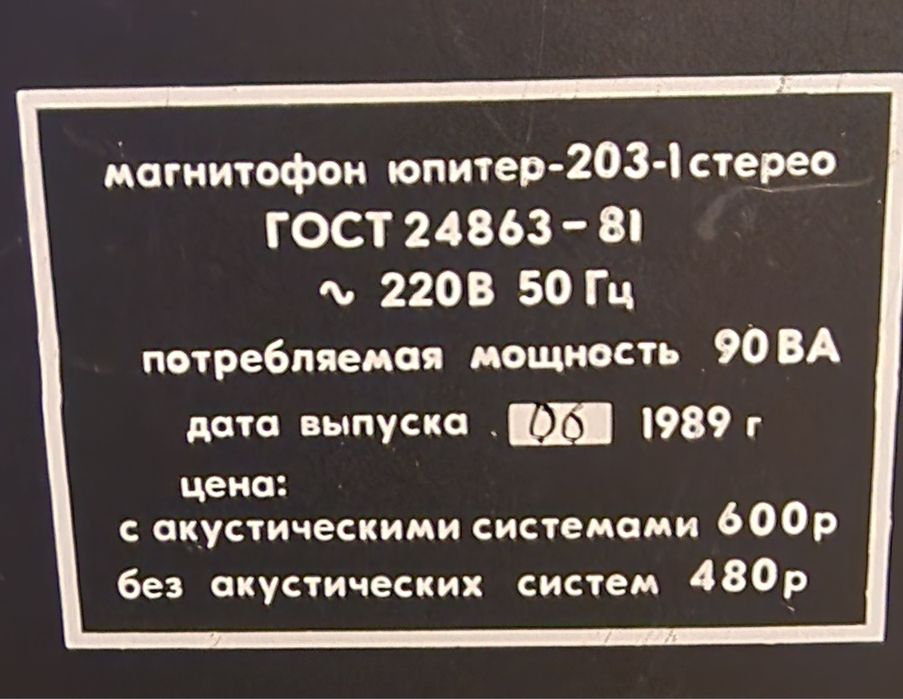 магнитофон юпитер-203-1 стерео
ГОСТ 24863-81
~ 220В 50 Гц
потребляемая мощность 90 ВА
дата выпуска 06 1989 г
цена:
с акустическими системами 600р
без акустических систем 480р